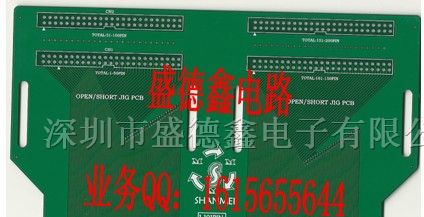 CN2
TOTAL:51-100PIN
TOTAL:151-200PIN
CN1
TOTAL:1-50PIN
TOTAL:101-150PIN
盛德鑫电路
OPEN/SHORT JIG PCB
OPEN/SHORT JIG PCB
深圳市盛德鑫电子有限
SHANMEI
业务QQ：1615655644